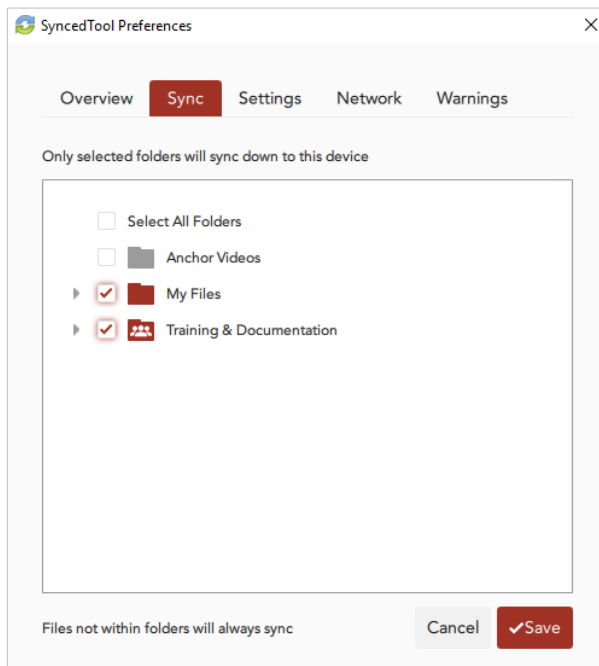 SyncedTool Preferences
Overview Sync Settings Network Warnings
Only selected folders will sync down to this device
Select All Folders
Anchor Videos
My Files
Training & Documentation
Files not within folders will always sync
Cancel Save